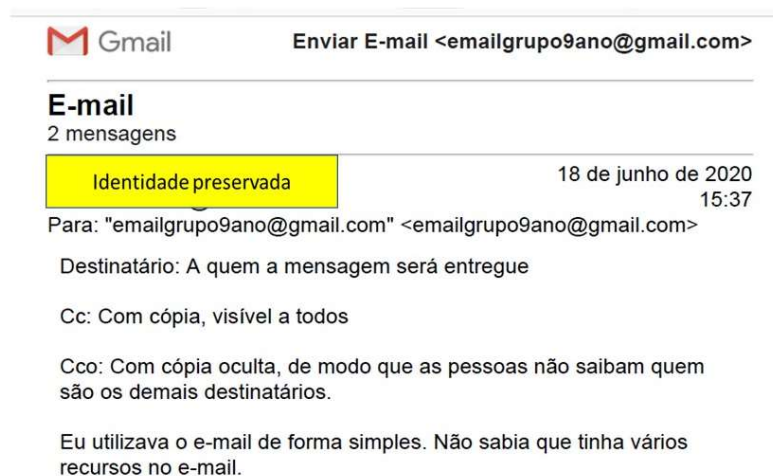 Gmail
Enviar E-mail <emailgrupo9ano@gmail.com>
E-mail
2 mensagens
Identidade preservada
18 de junho de 2020
15:37
Para: "emailgrupo9ano@gmail.com" <emailgrupo9ano@gmail.com>
Destinatário: A quem a mensagem será entregue
Cc: Com cópia, visível a todos
Cco: Com cópia oculta, de modo que as pessoas não saibam quem
são os demais destinatários.
Eu utilizava o e-mail de forma simples. Não sabia que tinha vários
recursos no e-mail.